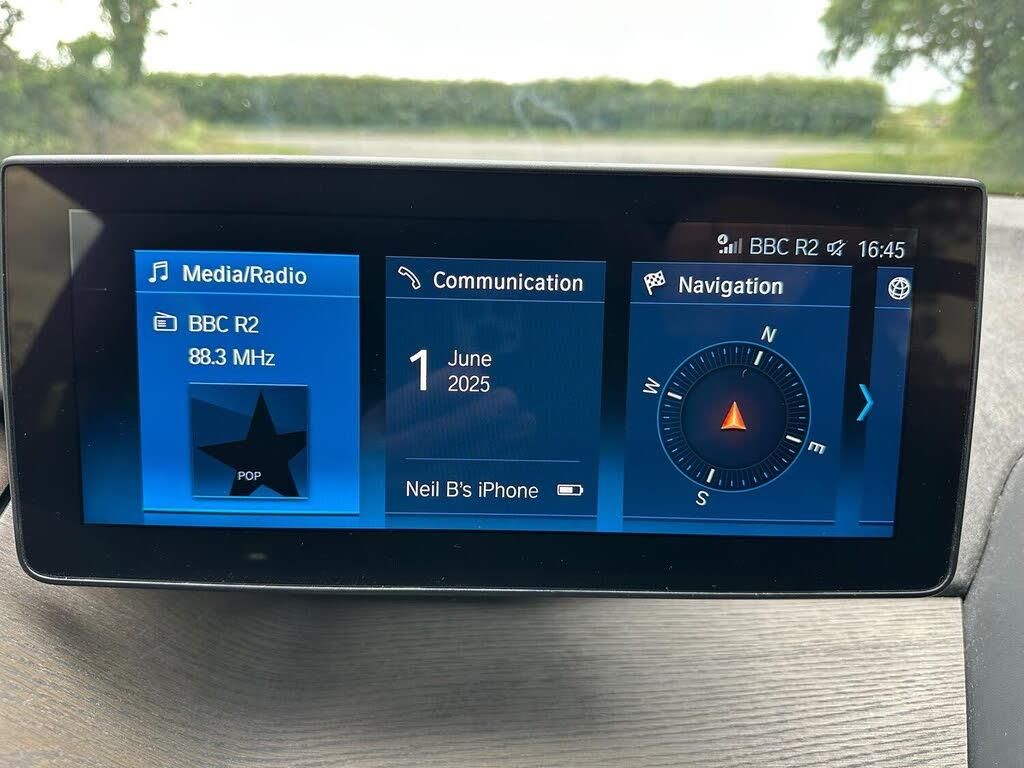 BBC R2 16:45
Media/Radio
BBC R2
88.3 MHz
POP
Communication
1 June
2025
Neil B's iPhone
Navigation
N
W
E
S